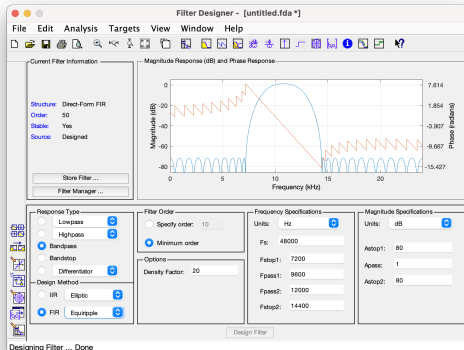 Filter Designer - [untitled.fda *]
File Edit Analysis Targets View Window Help
Current Filter Information
Structure: Direct-Form FIR
Order: 50
Stable: Yes
Source: Designed
Store Filter ...
Filter Manager ...
Magnitude Response (dB) and Phase Response
Magnitude (dB)
0
-20
-40
-60
-80
0 5 10 15 20
Frequency (kHz)
7.614
1.854
-3.907
-9.667
-15.427
Phase (radians)
Response Type
Lowpass
Highpass
Bandpass
Bandstop
Differentiator
Design Method
IIR Elliptic
FIR Equiripple
Filter Order
Specify order: 10
Minimum order
Options
Density Factor: 20
Frequency Specifications
Units: Hz
Fs: 48000
Fstop1: 7200
Fpass1: 9600
Fpass2: 12000
Fstop2: 14400
Magnitude Specifications
Units: dB
Astop1: 80
Apass: 1
Astop2: 80
Design Filter
Designing Filter ... Done